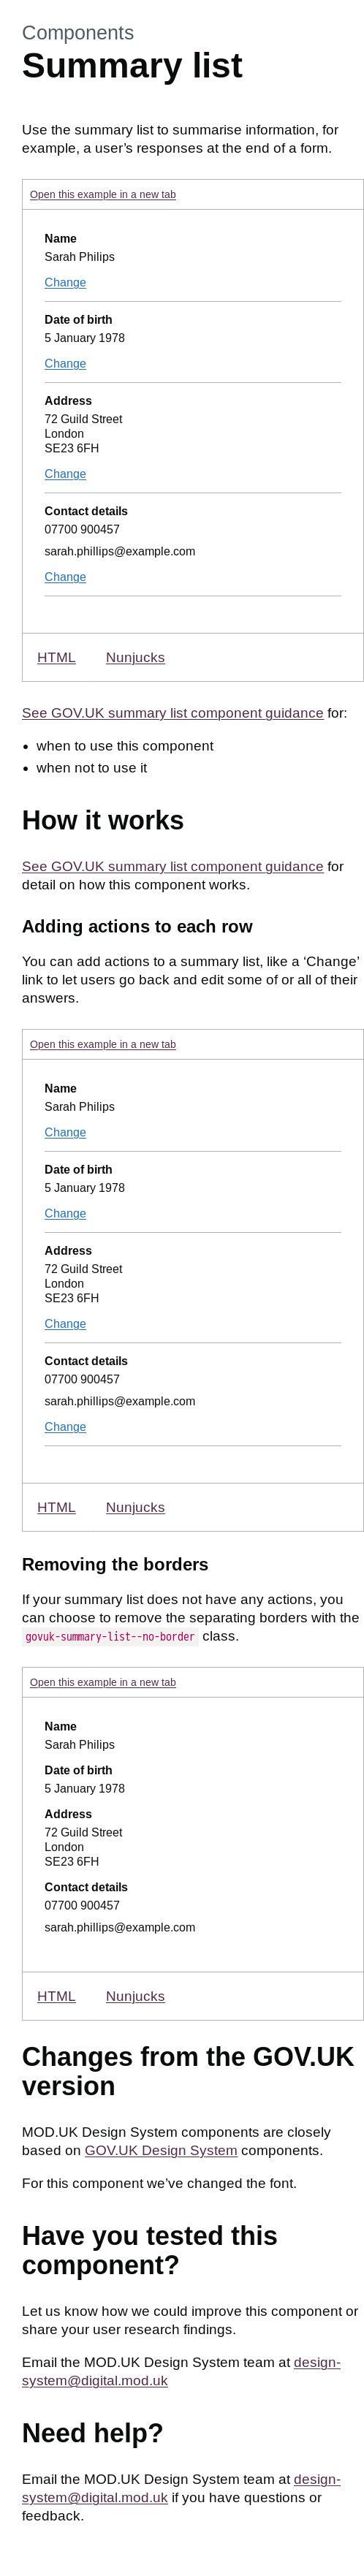 Components
Summary list
Use the summary list to summarise information, for
example, a user’s responses at the end of a form.
Open this example in a new tab
Name
Sarah Philips
Change
Date of birth
5 January 1978
Change
Address
72 Guild Street
London
SE23 6FH
Change
Contact details
07700 900457
sarah.phillips@example.com
Change
HTML Nunjucks
See GOV.UK summary list component guidance for:
• when to use this component
• when not to use it
How it works
See GOV.UK summary list component guidance for
detail on how this component works.
Adding actions to each row
You can add actions to a summary list, like a ‘Change’
link to let users go back and edit some of or all of their
answers.
Open this example in a new tab
Name
Sarah Philips
Change
Date of birth
5 January 1978
Change
Address
72 Guild Street
London
SE23 6FH
Change
Contact details
07700 900457
sarah.phillips@example.com
Change
HTML Nunjucks
Removing the borders
If your summary list does not have any actions, you
can choose to remove the separating borders with the
govuk-summary-list--no-border class.
Open this example in a new tab
Name
Sarah Philips
Date of birth
5 January 1978
Address
72 Guild Street
London
SE23 6FH
Contact details
07700 900457
sarah.phillips@example.com
HTML Nunjucks
Changes from the GOV.UK
version
MOD.UK Design System components are closely
based on GOV.UK Design System components.
For this component we’ve changed the font.
Have you tested this
component?
Let us know how we could improve this component or
share your user research findings.
Email the MOD.UK Design System team at design-
system@digital.mod.uk
Need help?
Email the MOD.UK Design System team at design-
system@digital.mod.uk if you have questions or
feedback.